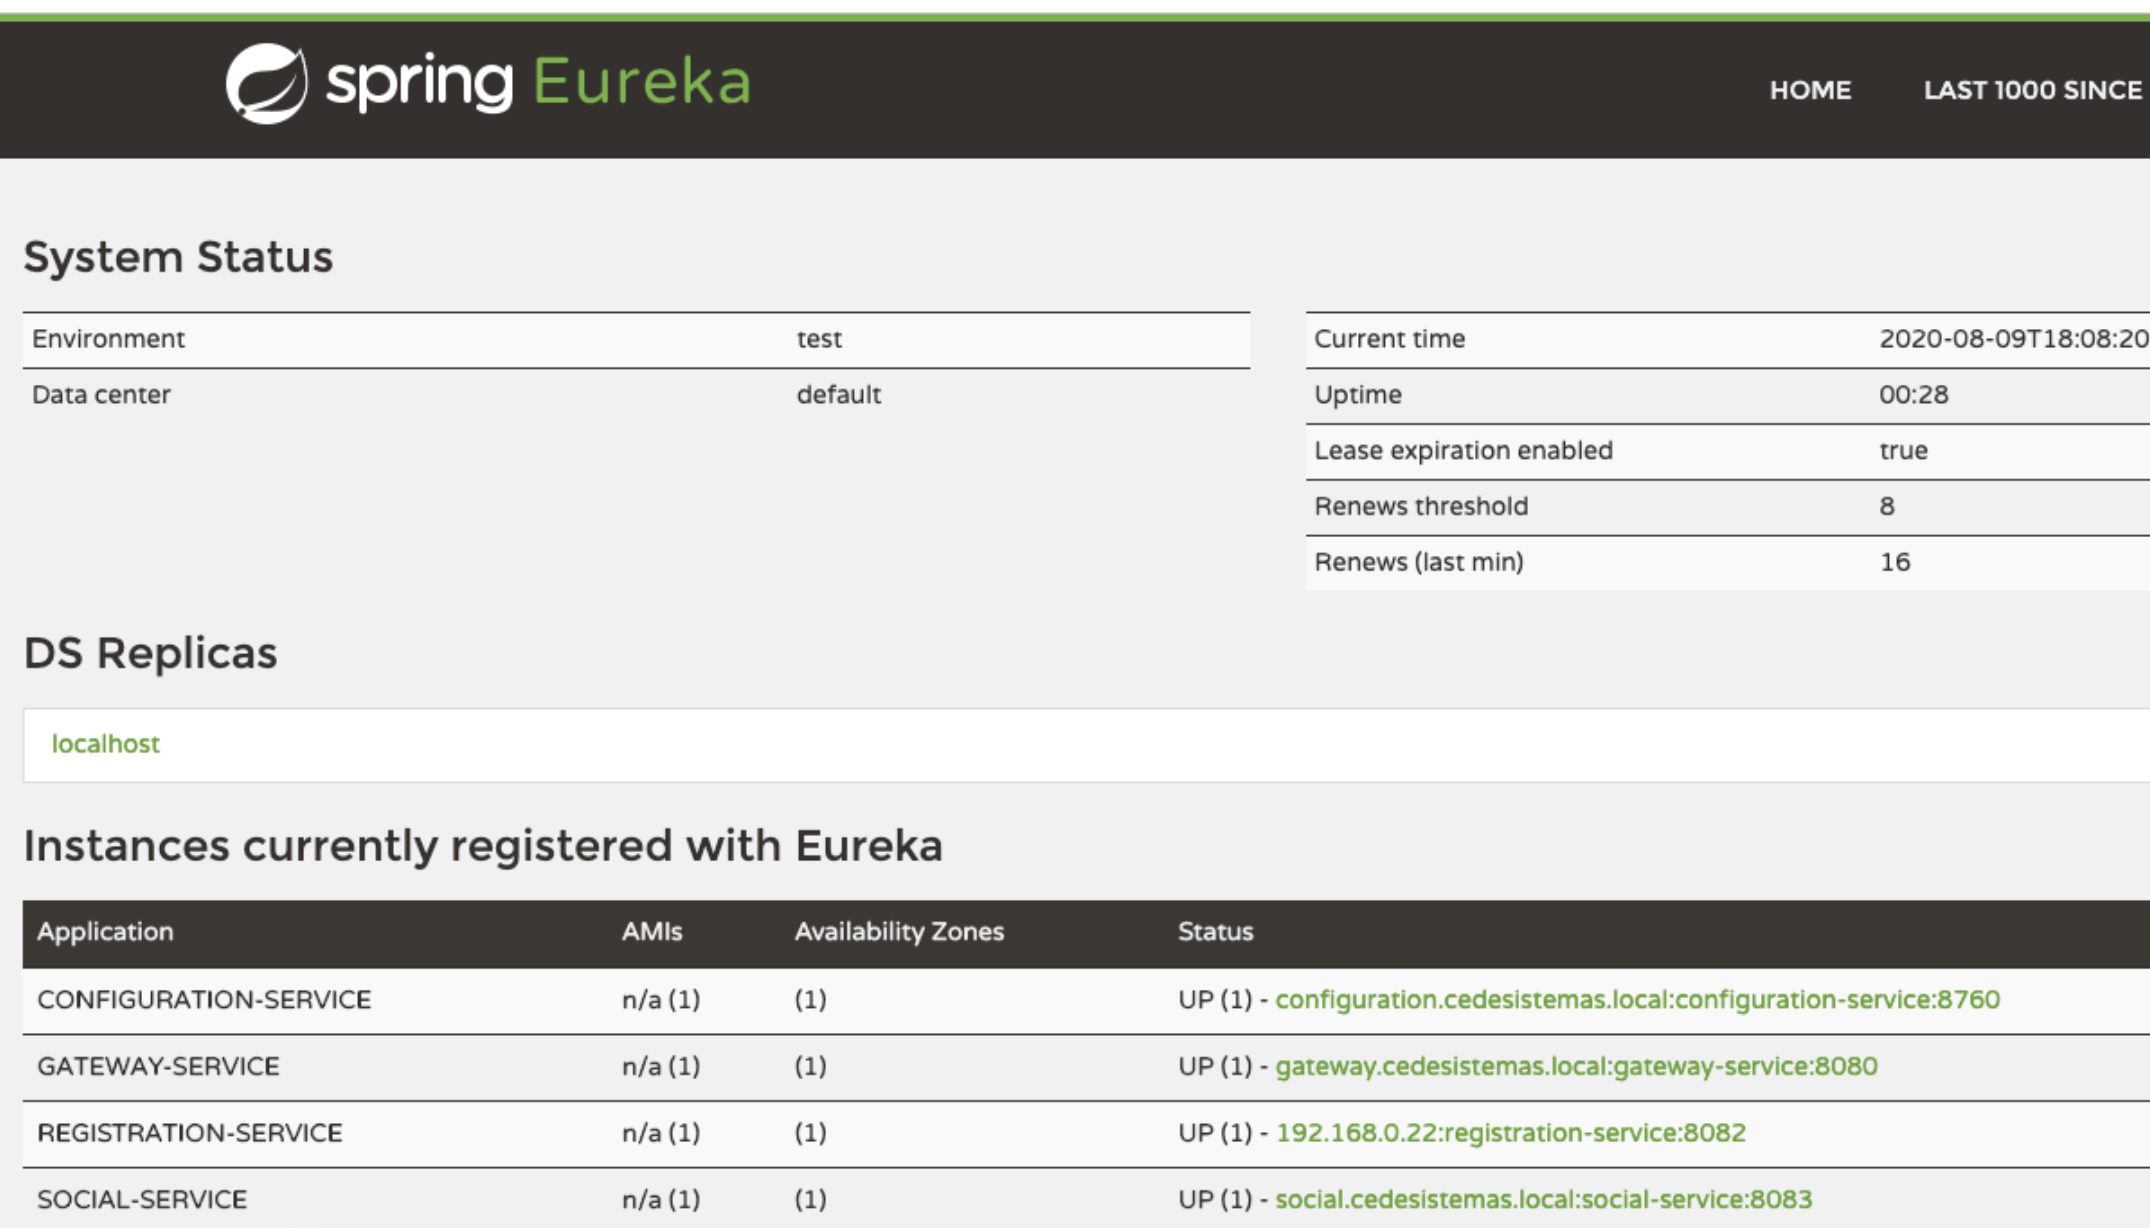 spring Eureka
HOME LAST 1000 SINCE
System Status
Environment test
Data center default
Current time 2020-08-09T18:08:20
Uptime 00:28
Lease expiration enabled true
Renews threshold 8
Renews (last min) 16
DS Replicas
localhost
Instances currently registered with Eureka
Application AMIs Availability Zones Status
CONFIGURATION-SERVICE n/a (1) (1) UP (1) - configuration.cedesistemas.local:configuration-service:8760
GATEWAY-SERVICE n/a (1) (1) UP (1) - gateway.cedesistemas.local:gateway-service:8080
REGISTRATION-SERVICE n/a (1) (1) UP (1) - 192.168.0.22:registration-service:8082
SOCIAL-SERVICE n/a (1) (1) UP (1) - social.cedesistemas.local:social-service:8083